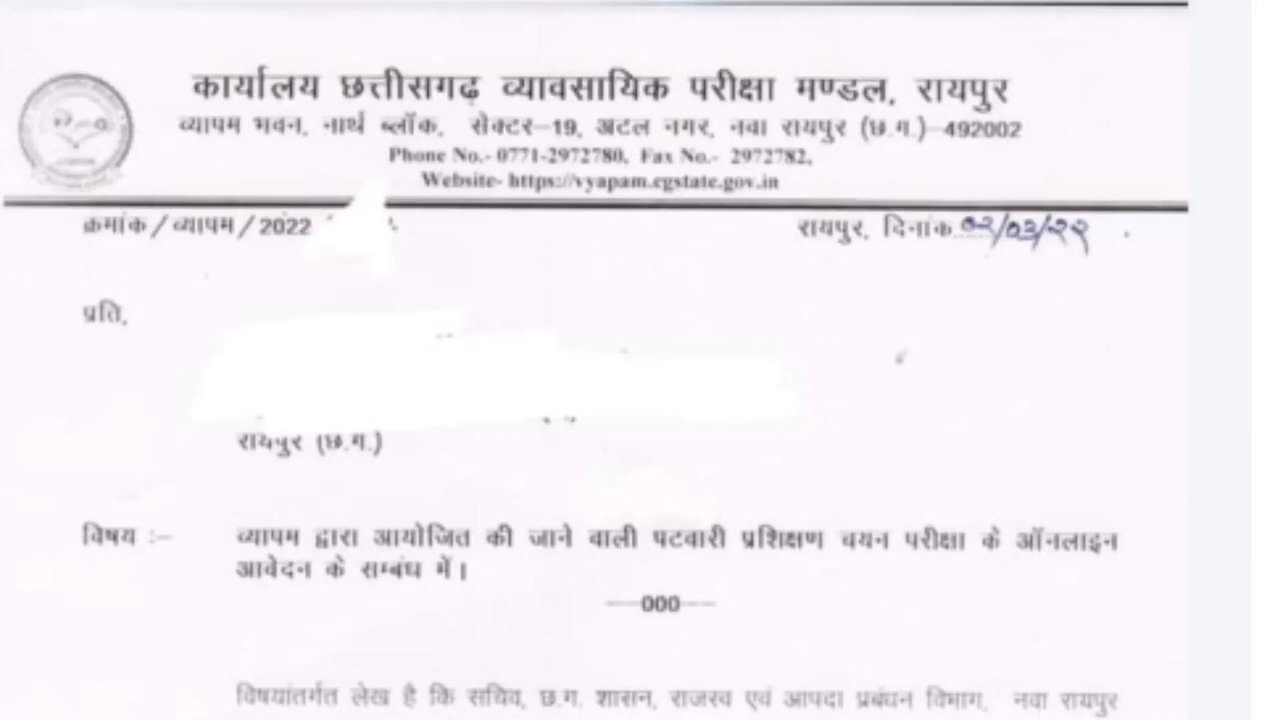 कार्यालय छत्तीसगढ़ व्यावसायिक परीक्षा मण्डल, रायपुर
व्यापम भवन, नार्थ ब्लॉक, सेक्टर–19, अटल नगर, नवा रायपुर (छ.ग.)–492002
Phone No.- 0771-2972780, Fax No.- 2972782,
Website- https://vyapam.cgstate.gov.in
क्रमांक / व्यापम / 2022 रायपुर, दिनांक ०२/०३/२२
प्रति,
रायपुर (छ.ग.)
विषय :– व्यापम द्वारा आयोजित की जाने वाली पटवारी प्रशिक्षण चयन परीक्षा के ऑनलाइन
आवेदन के सम्बंध में।
—000—
विषयांतर्गत लेख है कि सचिव, छ.ग. शासन, राजस्व एवं आपदा प्रबंधन विभाग, नवा रायपुर